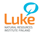 Luke
NATURAL RESOURCES
INSTITUTE FINLAND